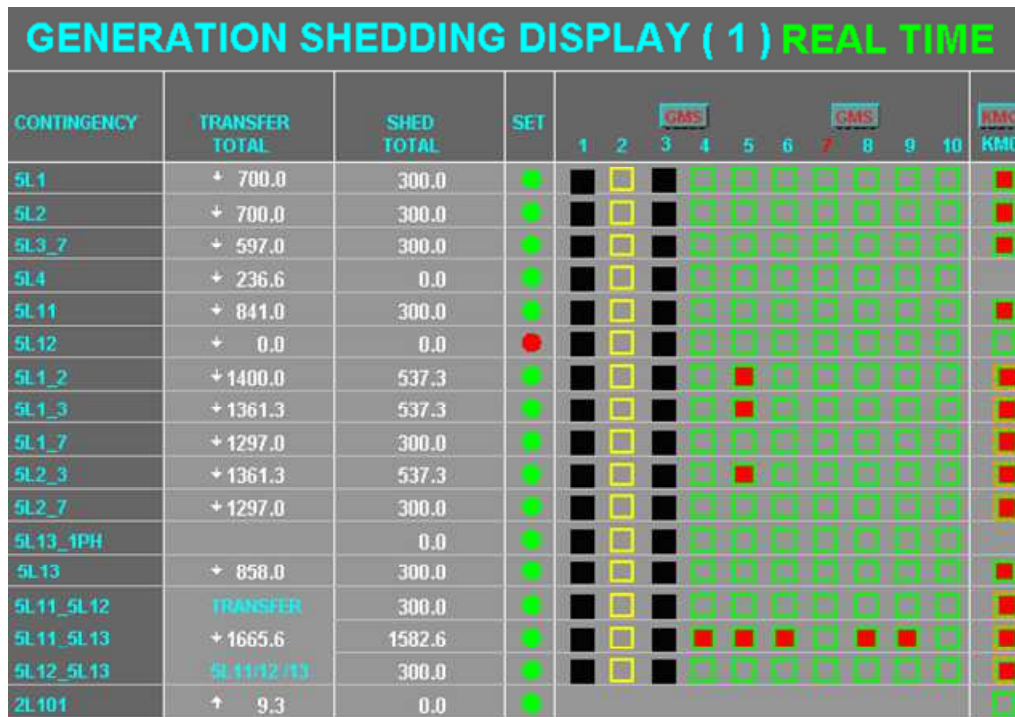 GENERATION SHEDDING DISPLAY ( 1 ) REAL TIME
CONTINGENCY TRANSFER TOTAL SHED TOTAL SET GMS GMS KMC
1 2 3 4 5 6 7 8 9 10 KMC
5L1 ↓ 700.0 300.0
5L2 ↓ 700.0 300.0
5L3_7 ↓ 597.0 300.0
5L4 ↓ 236.6 0.0
5L11 ↓ 841.0 300.0
5L12 ↓ 0.0 0.0
5L1_2 ↓ 1400.0 537.3
5L1_3 ↓ 1361.3 537.3
5L1_7 ↓ 1297.0 300.0
5L2_3 ↓ 1361.3 537.3
5L2_7 ↓ 1297.0 300.0
5L13_1PH 0.0
5L13 ↓ 858.0 300.0
5L11_5L12 TRANSFER 300.0
5L11_5L13 ↓ 1665.6 1582.6
5L12_5L13 5L11/12 /13 300.0
2L101 ↑ 9.3 0.0